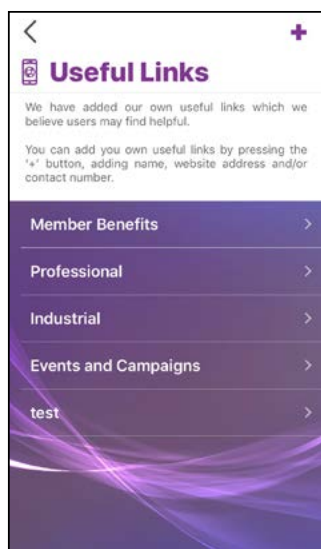 Useful Links
We have added our own useful links which we
believe users may find helpful.
You can add you own useful links by pressing the
'+' button, adding name, website address and/or
contact number.
Member Benefits
Professional
Industrial
Events and Campaigns
test